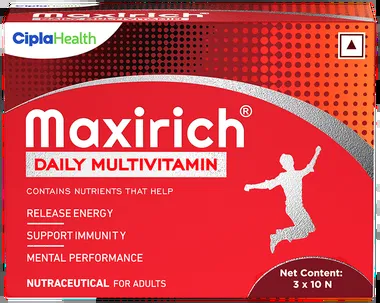 CiplaHealth
Maxirich®
DAILY MULTIVITAMIN
CONTAINS NUTRIENTS THAT HELP
RELEASE ENERGY
SUPPORT IMMUNITY
MENTAL PERFORMANCE
NUTRACEUTICAL FOR ADULTS
Net Content:
3 x 10 N